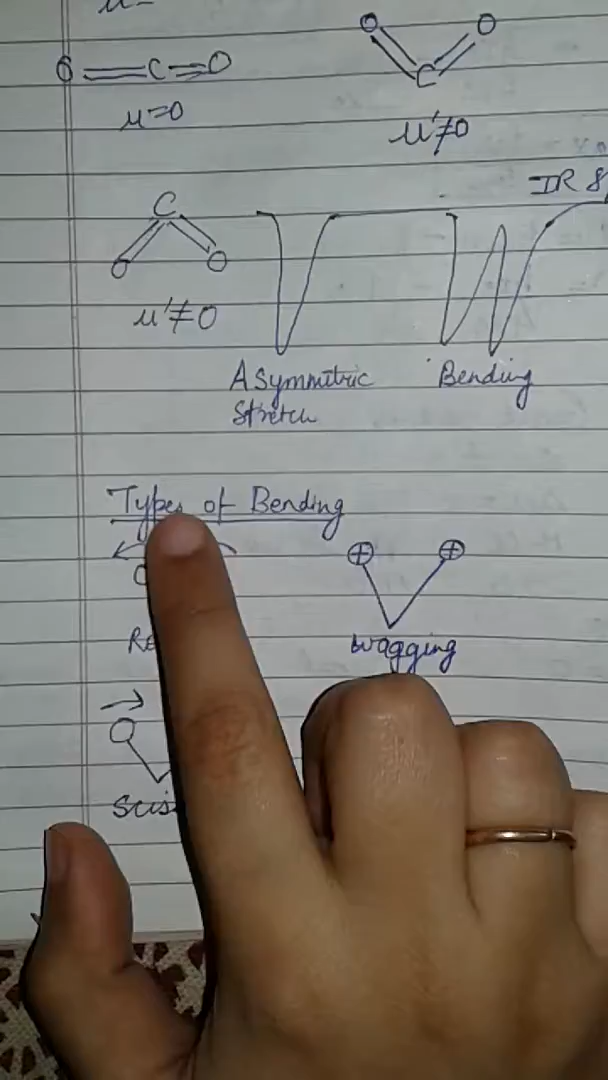 μ=
O=C=O
O O
C
μ=0
μ'≠0
IR
C
O O
μ'≠0
Asymmetric
Stretch
Bending
Types of Bending
wagging